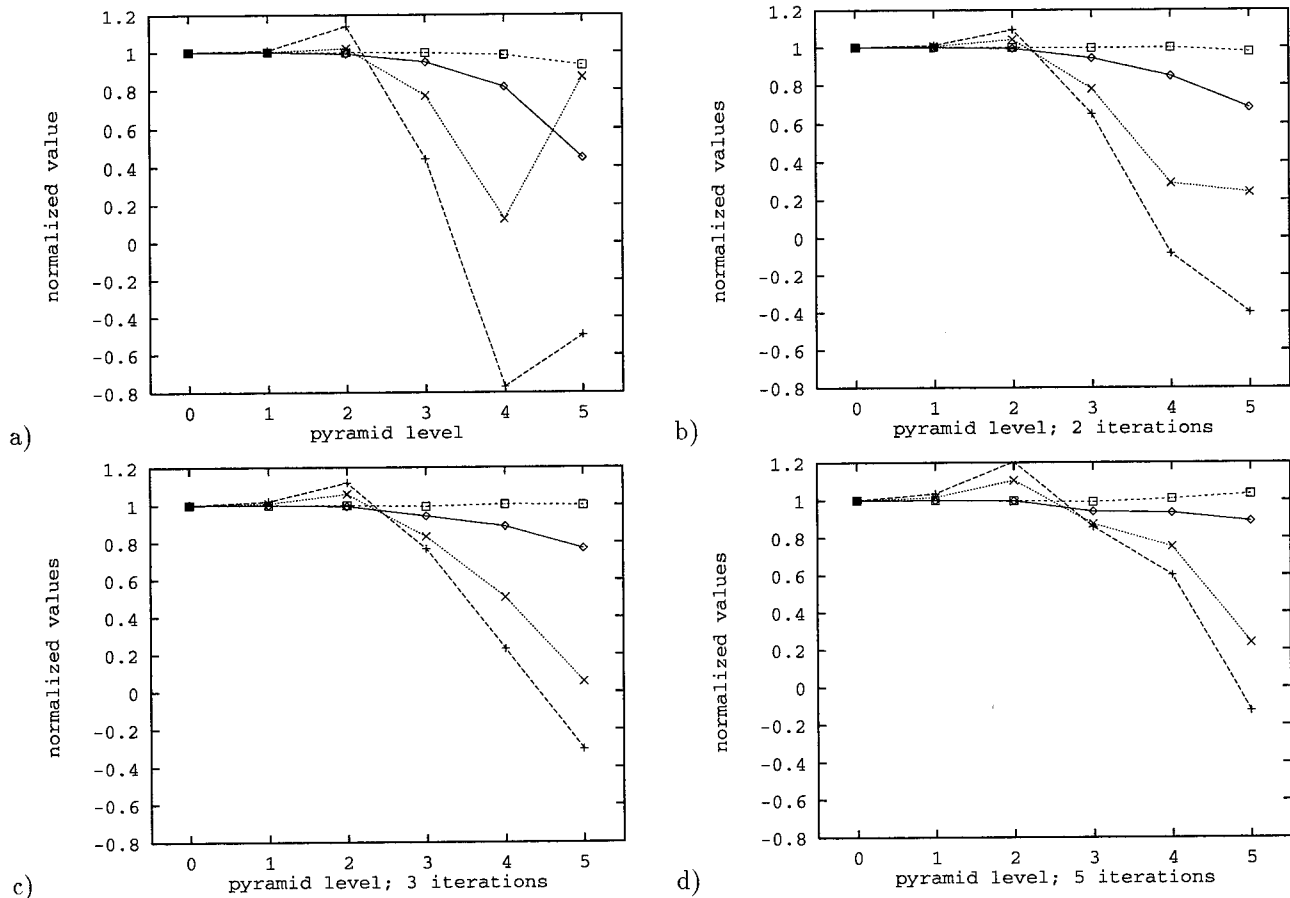 1.2
1
0.8
0.6
0.4
0.2
0
-0.2
-0.4
-0.6
-0.8
normalized value
0 1 2 3 4 5
pyramid level
a)
1.2
1
0.8
0.6
0.4
0.2
0
-0.2
-0.4
-0.6
-0.8
normalized values
0 1 2 3 4 5
pyramid level; 2 iterations
b)
1.2
1
0.8
0.6
0.4
0.2
0
-0.2
-0.4
-0.6
-0.8
normalized values
0 1 2 3 4 5
pyramid level; 3 iterations
c)
1.2
1
0.8
0.6
0.4
0.2
0
-0.2
-0.4
-0.6
-0.8
normalized values
0 1 2 3 4 5
pyramid level; 5 iterations
d)